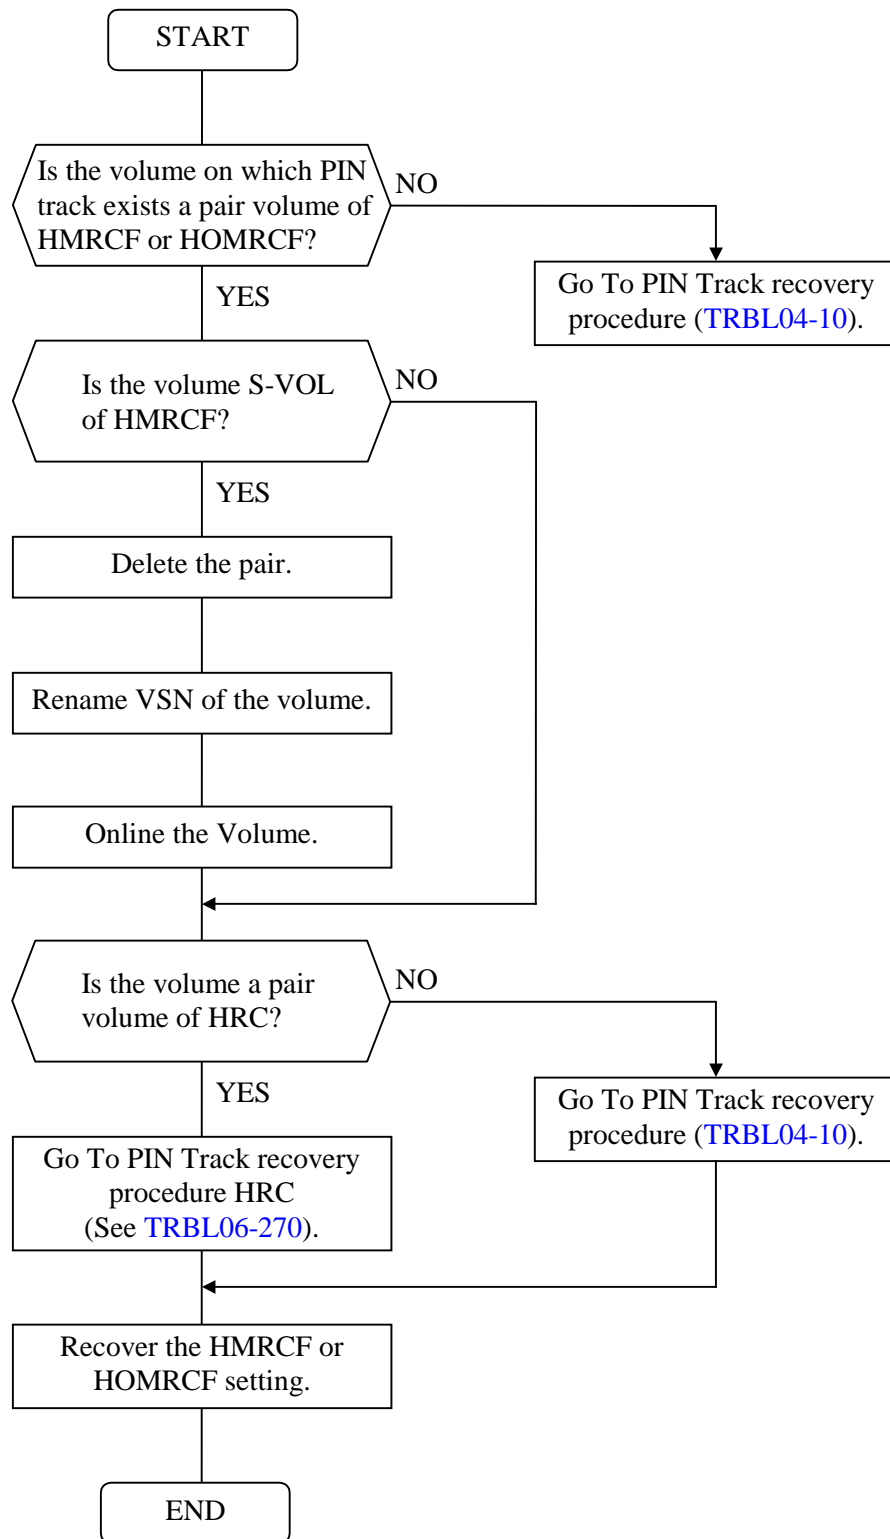 START
Is the volume on which PIN
track exists a pair volume of
HMRCF or HOMRCF?
NO
Go To PIN Track recovery
procedure (TRBL04-10).
YES
Is the volume S-VOL
of HMRCF?
NO
YES
Delete the pair.
Rename VSN of the volume.
Online the Volume.
Is the volume a pair
volume of HRC?
NO
YES
Go To PIN Track recovery
procedure (TRBL04-10).
Go To PIN Track recovery
procedure HRC
(See TRBL06-270).
Recover the HMRCF or
HOMRCF setting.
END